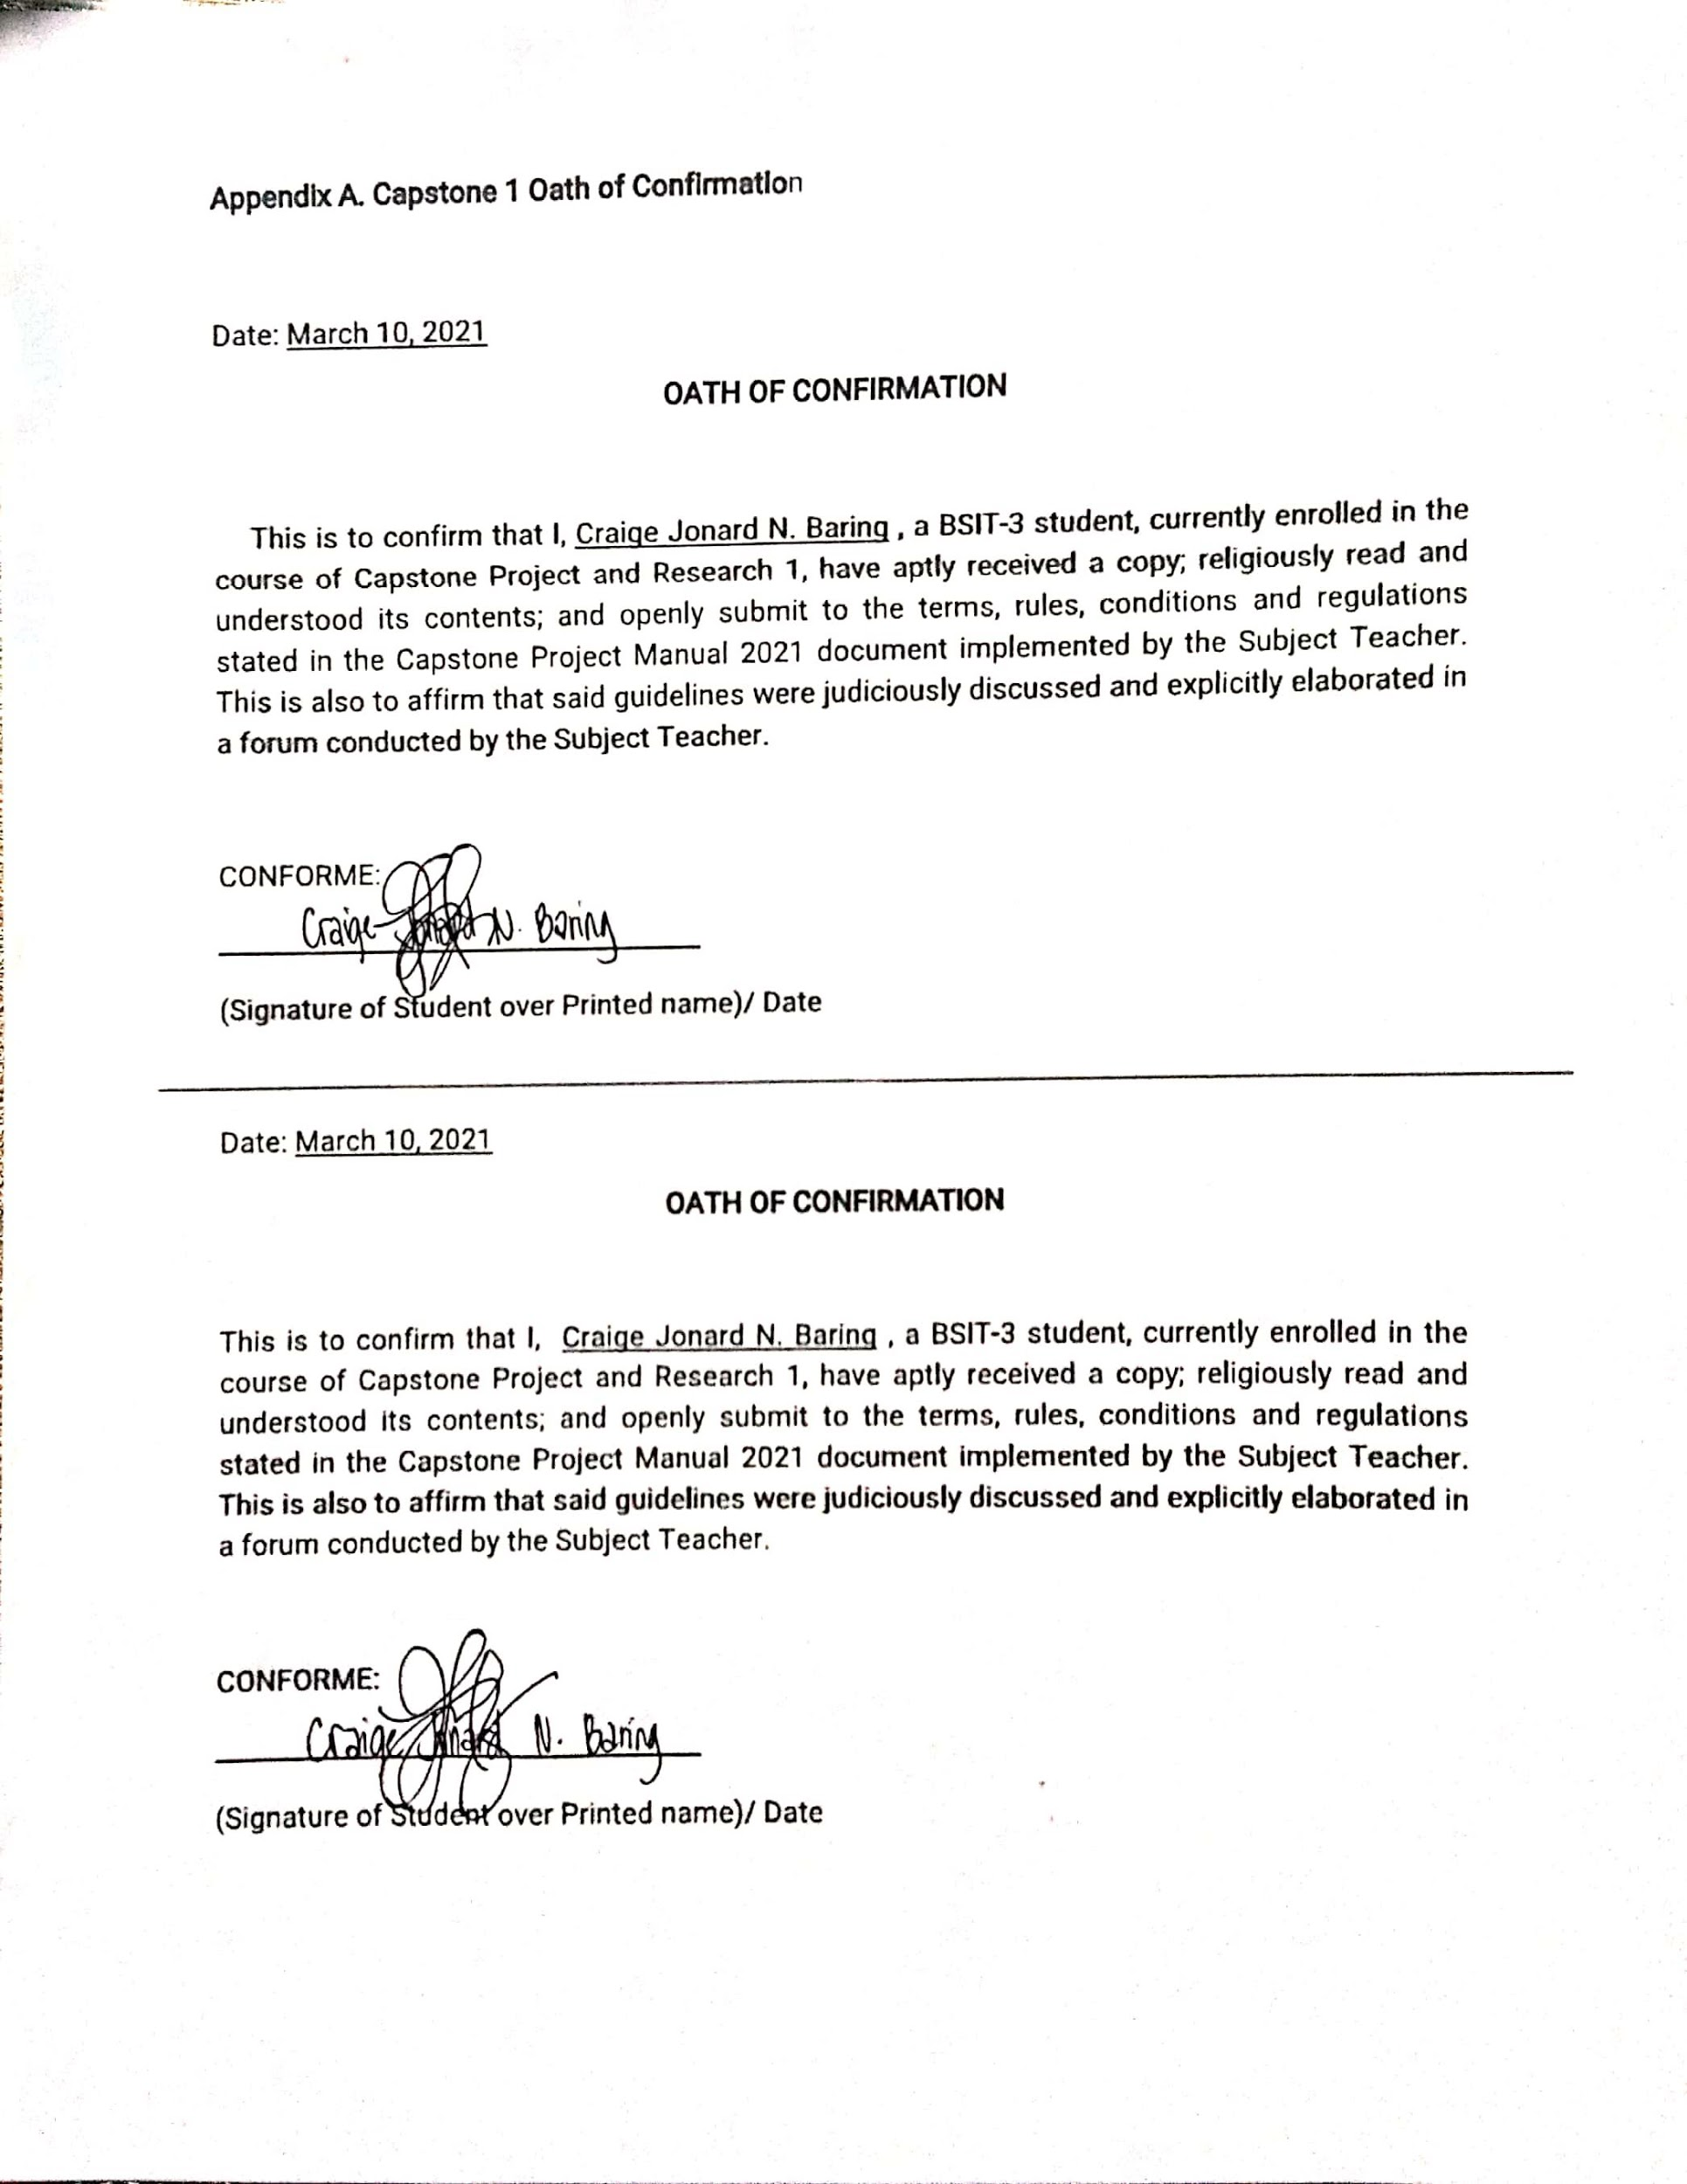 Appendix A. Capstone 1 Oath of Confirmation
Date: March 10, 2021
OATH OF CONFIRMATION
This is to confirm that I, Craige Jonard N. Baring , a BSIT-3 student, currently enrolled in the
course of Capstone Project and Research 1, have aptly received a copy; religiously read and
understood its contents; and openly submit to the terms, rules, conditions and regulations
stated in the Capstone Project Manual 2021 document implemented by the Subject Teacher.
This is also to affirm that said guidelines were judiciously discussed and explicitly elaborated in
a forum conducted by the Subject Teacher.
CONFORME:
Craige Jonard N. Baring
(Signature of Student over Printed name)/ Date
Date: March 10, 2021
OATH OF CONFIRMATION
This is to confirm that I, Craige Jonard N. Baring , a BSIT-3 student, currently enrolled in the
course of Capstone Project and Research 1, have aptly received a copy; religiously read and
understood its contents; and openly submit to the terms, rules, conditions and regulations
stated in the Capstone Project Manual 2021 document implemented by the Subject Teacher.
This is also to affirm that said guidelines were judiciously discussed and explicitly elaborated in
a forum conducted by the Subject Teacher.
CONFORME:
Craige Jonard N. Baring
(Signature of Student over Printed name)/ Date